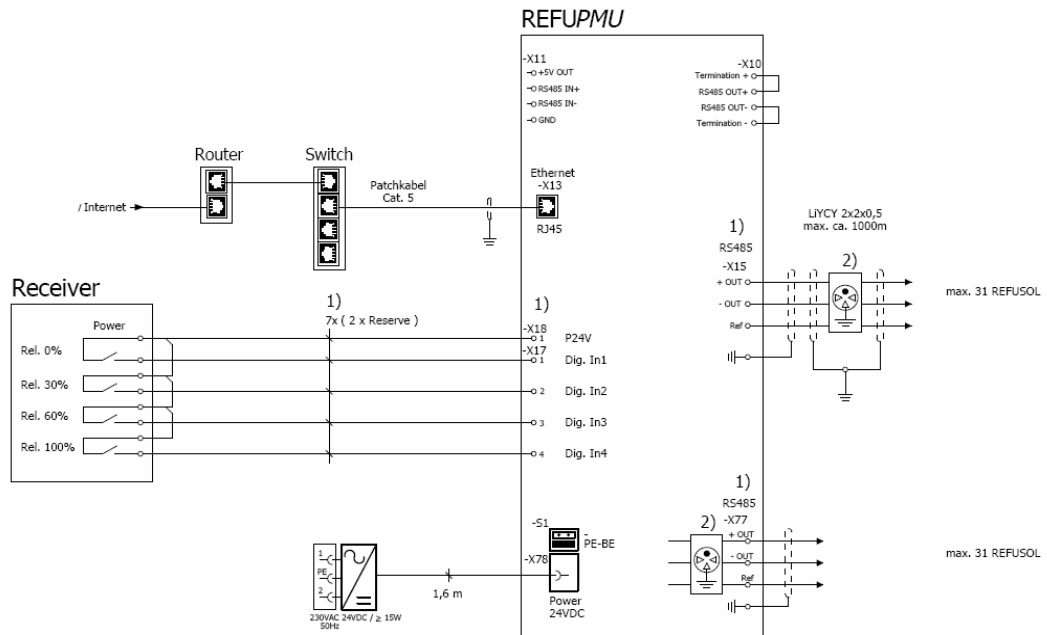 REFUPMU
-X11
+5V OUT
RS485 IN+
RS485 IN-
GND
-X10
Termination +
RS485 OUT+
RS485 OUT-
Termination -
Router
Switch
/ Internet
Patchkabel
Cat. 5
Ethernet
-X13
RJ45
1)
RS485
-X15
+ OUT
- OUT
Ref
LiYCY 2x2x0,5
max. ca. 1000m
2)
max. 31 REFUSOL
Receiver
Power
Rel. 0%
Rel. 30%
Rel. 60%
Rel. 100%
1)
7x ( 2 x Reserve )
1)
-X18
1 P24V
-X17
1 Dig. In1
2 Dig. In2
3 Dig. In3
4 Dig. In4
-S1
-
PE-BE
-X78
Power
24VDC
1
PE
2
230VAC
50Hz
24VDC / ≥ 15W
1,6 m
1)
RS485
-X77
2)
+ OUT
- OUT
Ref
max. 31 REFUSOL